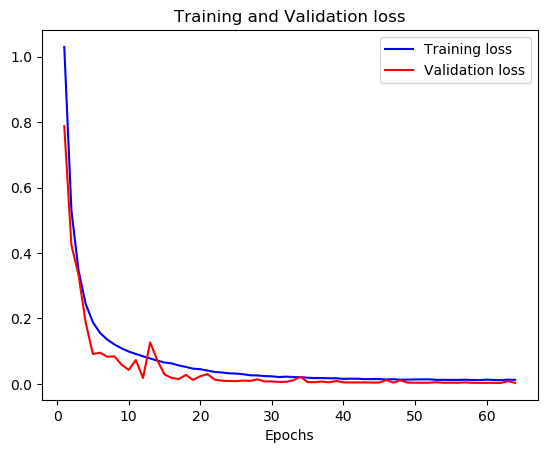 Training and Validation loss
Training loss
Validation loss
1.0
0.8
0.6
0.4
0.2
0.0
0 10 20 30 40 50 60
Epochs